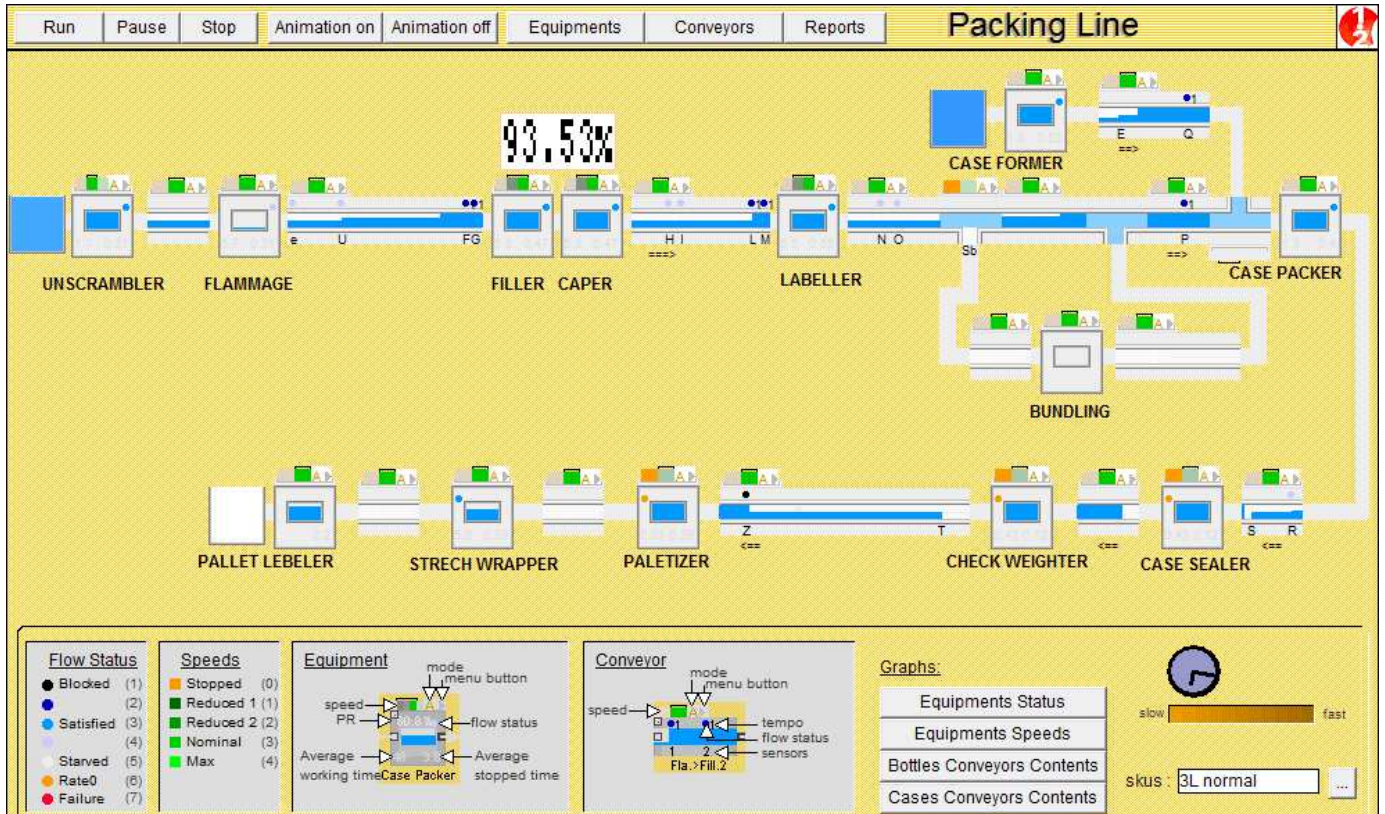 Run Pause Stop Animation on Animation off Equipments Conveyors Reports Packing Line
CASE FORMER
E Q
==>
93.53%
UNSCRAMBLER FLAMMAGE FILLER CAPER LABELLER CASE PACKER
e U FG H I L M N O Sb P
===> ==>
BUNDLING
Z T S R
<== <== <==
PALLET LEBELER STRECH WRAPPER PALETIZER CHECK WEIGHTER CASE SEALER
Flow Status
Blocked (1)
(2)
Satisfied (3)
(4)
Starved (5)
Rate0 (6)
Failure (7)
Speeds
Stopped (0)
Reduced 1 (1)
Reduced 2 (2)
Nominal (3)
Max (4)
Equipment
mode
menu button
speed
PR
flow status
Average working time
Case Packer
Average stopped time
Conveyor
mode
menu button
speed
tempo
flow status
sensors
1 2
Fla.>Fill.2
Graphs:
Equipments Status
Equipments Speeds
Bottles Conveyors Contents
Cases Conveyors Contents
slow fast
skus : 3L normal ...